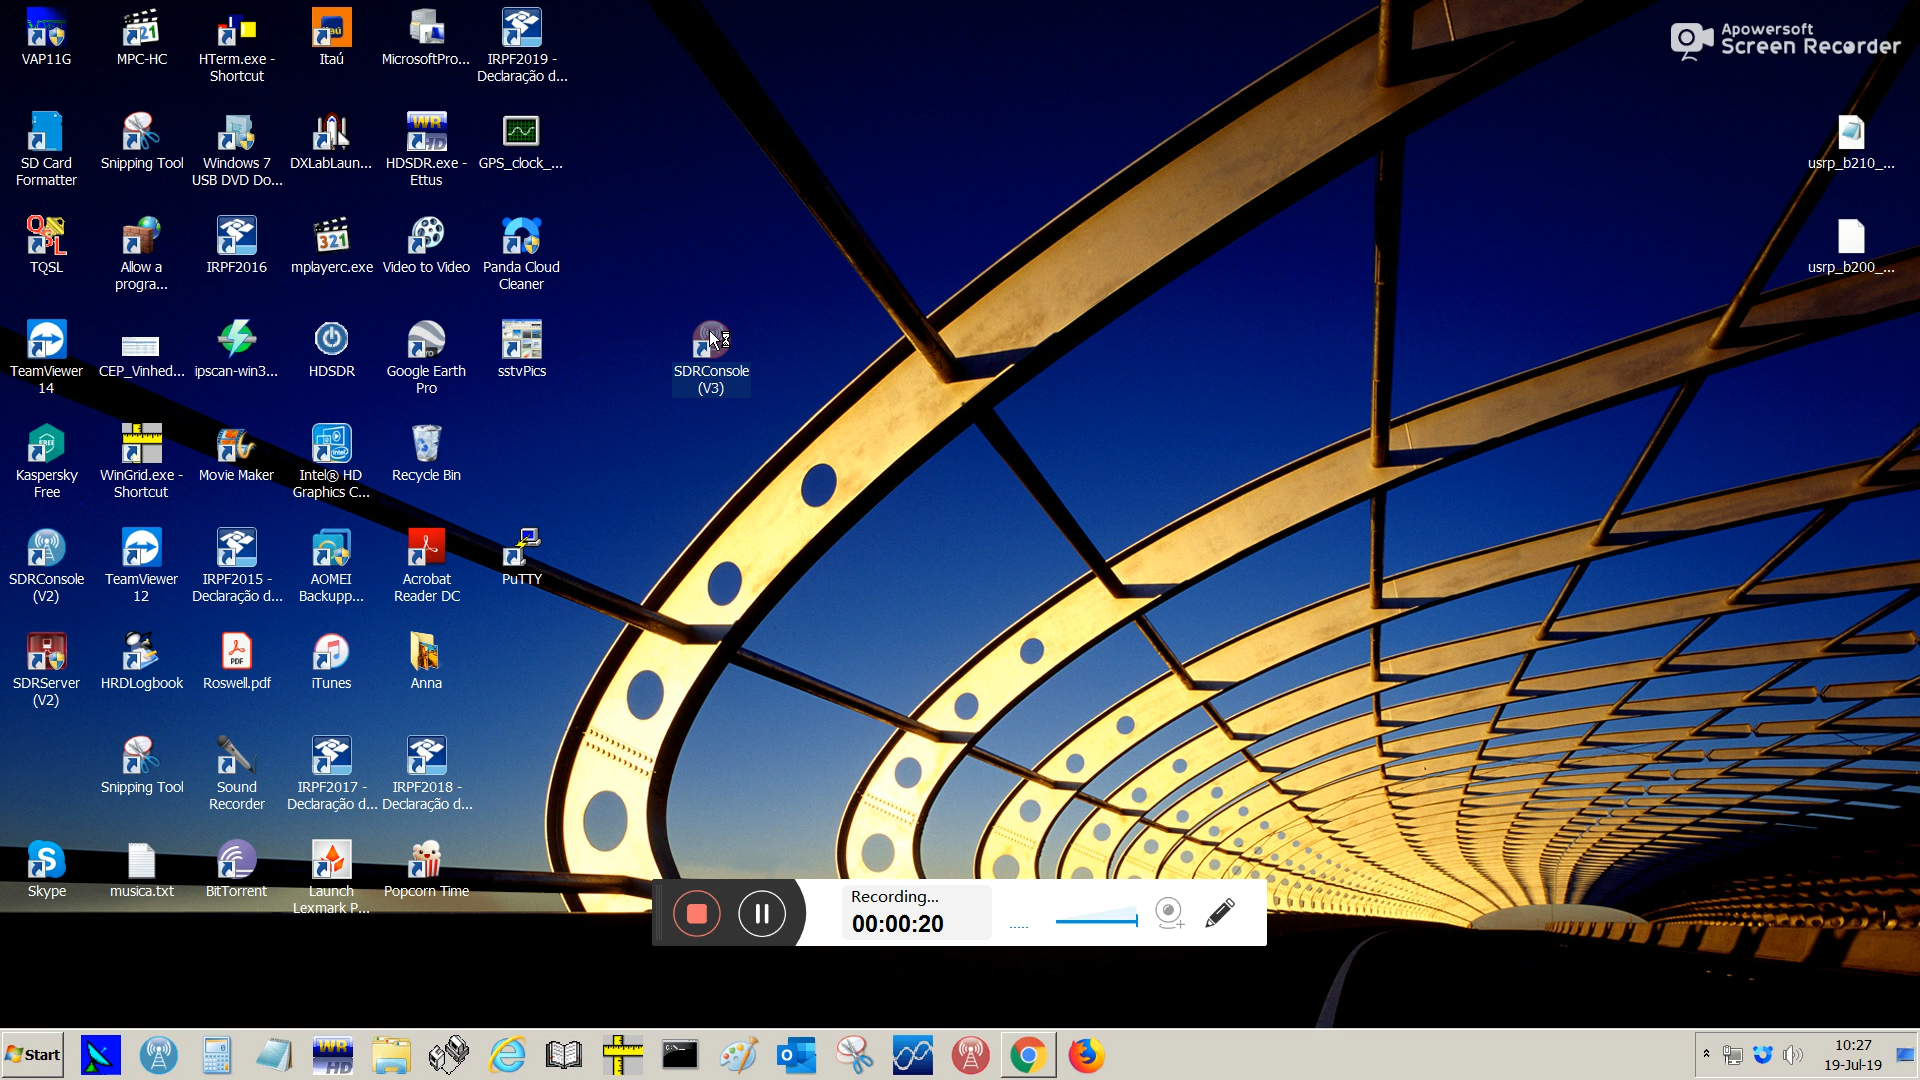 VAP11G
MPC-HC
HTerm.exe -
Shortcut
Itaú
MicrosoftPro...
IRPF2019 -
Declaração d...
Apowersoft
Screen Recorder
SD Card
Formatter
Snipping Tool
Windows 7
USB DVD Do...
DXLabLaun...
HDSDR.exe -
Ettus
GPS_clock_...
usrp_b210_...
TQSL
Allow a
progra...
IRPF2016
mplayerc.exe
Video to Video
Panda Cloud
Cleaner
usrp_b200_...
TeamViewer
14
CEP_Vinhed...
ipscan-win3...
HDSDR
Google Earth
Pro
sstvPics
SDRConsole
(V3)
Kaspersky
Free
WinGrid.exe -
Shortcut
Movie Maker
Intel® HD
Graphics C...
Recycle Bin
SDRConsole
(V2)
TeamViewer
12
IRPF2015 -
Declaração d...
AOMEI
Backupp...
Acrobat
Reader DC
PuTTY
SDRServer
(V2)
HRDLogbook
Roswell.pdf
iTunes
Anna
Snipping Tool
Sound
Recorder
IRPF2017 -
Declaração d...
IRPF2018 -
Declaração d...
Skype
musica.txt
BitTorrent
Launch
Lexmark P...
Popcorn Time
Recording...
00:00:20
Start
10:27
19-Jul-19